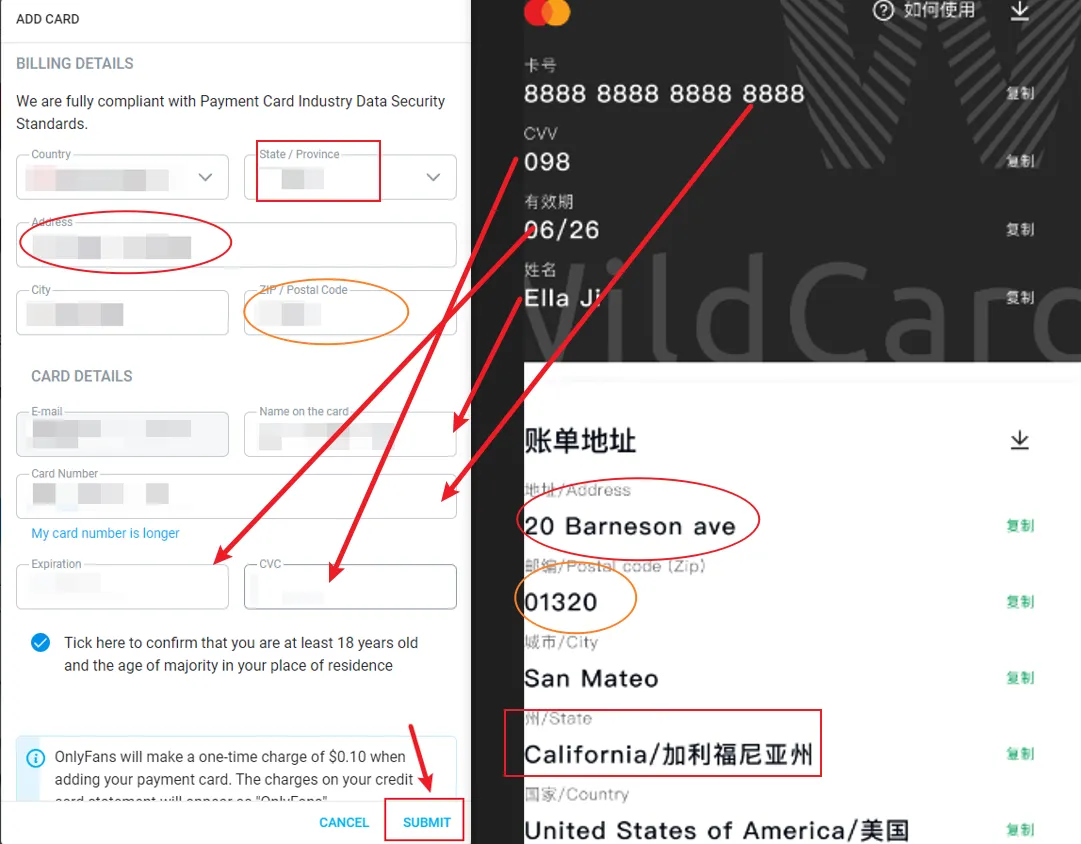 ADD CARD
BILLING DETAILS
We are fully compliant with Payment Card Industry Data Security
Standards.
Country
State / Province
Address
City
ZIP / Postal Code
CARD DETAILS
E-mail
Name on the card
Card Number
My card number is longer
Expiration
CVC
Tick here to confirm that you are at least 18 years old
and the age of majority in your place of residence
OnlyFans will make a one-time charge of $0.10 when
adding your payment card. The charges on your credit
card statement will appear as "OnlyFans"
CANCEL
SUBMIT
如何使用
卡号
8888 8888 8888 8888
复制
CVV
098
复制
有效期
06/26
复制
姓名
Ella Ji
复制
WildCard
账单地址
地址/Address
20 Barneson ave
复制
邮编/Postal code (Zip)
01320
复制
城市/City
San Mateo
复制
州/State
California/加利福尼亚州
复制
国家/Country
United States of America/美国
复制